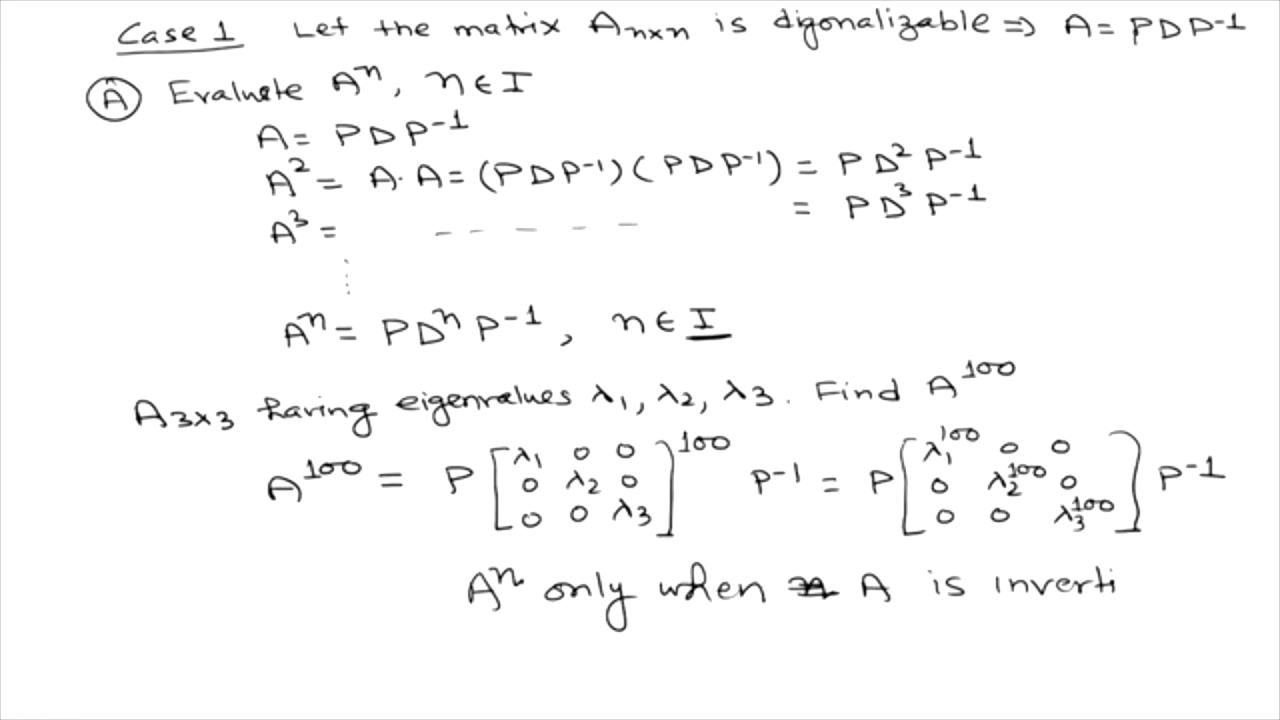 Case 1 Let the matrix Aₙₓₙ is digonalizable ⇒ A = PDP⁻¹
Ⓐ Evaluate Aⁿ, n ∈ I
A = PDP⁻¹
A² = A·A = (PDP⁻¹)(PDP⁻¹) = PD²P⁻¹
A³ = - - - - - = PD³P⁻¹
⋮
Aⁿ = PDⁿP⁻¹, n ∈ I
A₃ₓ₃ having eigenvalues λ₁, λ₂, λ₃. Find A¹⁰⁰
A¹⁰⁰ = P [λ₁ 0 0; 0 λ₂ 0; 0 0 λ₃]¹⁰⁰ P⁻¹ = P [λ₁¹⁰⁰ 0 0; 0 λ₂¹⁰⁰ 0; 0 0 λ₃¹⁰⁰] P⁻¹
Aⁿ only when A is inverti